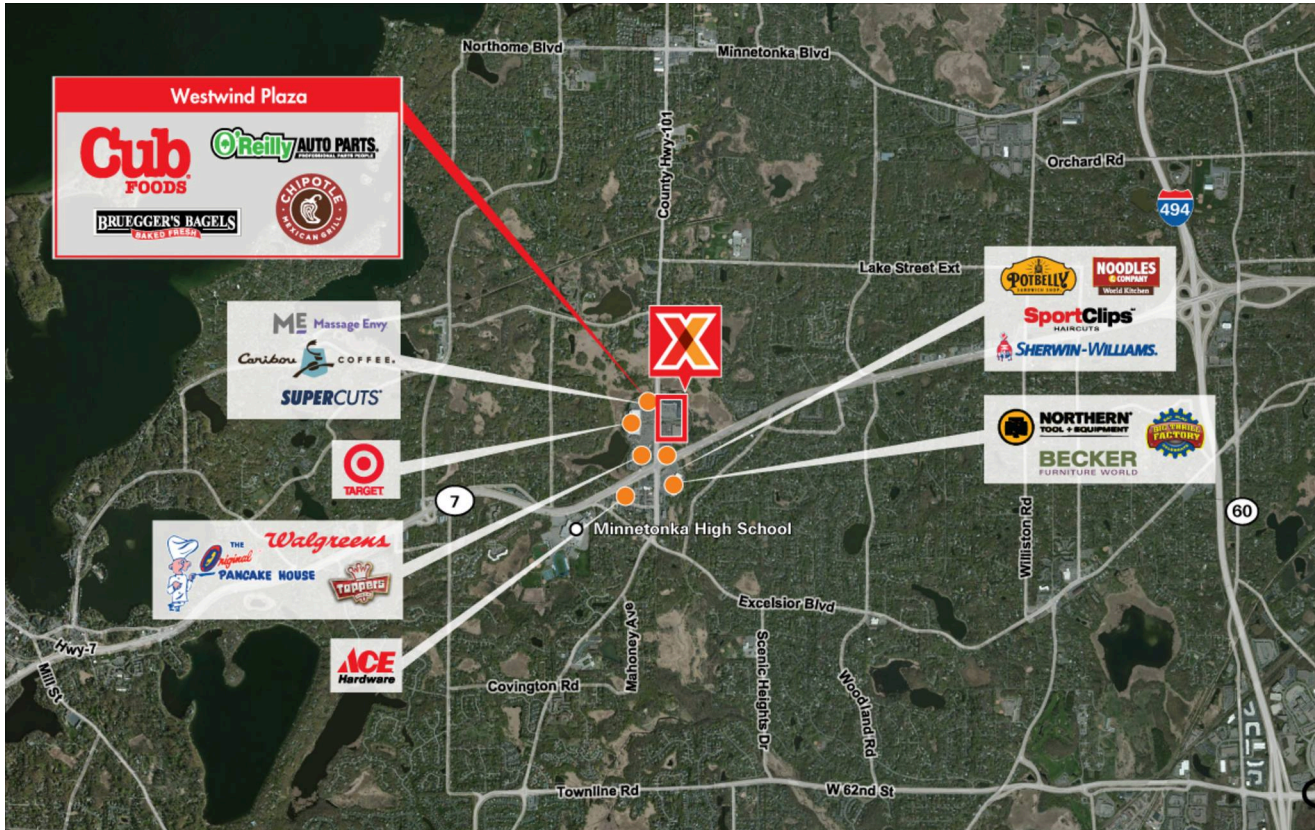 Northome Blvd
Minnetonka Blvd
Westwind Plaza
Cub
FOODS
O'Reilly AUTO PARTS.
PROFESSIONAL PARTS PEOPLE
BRUEGGER'S BAGELS
BAKED FRESH
CHIPOTLE
MEXICAN GRILL
County Hwy-101
Orchard Rd
494
Lake Street Ext
POTBELLY
SANDWICH SHOP
NOODLES
& COMPANY
World Kitchen
SportClips
HAIRCUTS
SHERWIN-WILLIAMS.
ME Massage Envy
Caribou COFFEE
SUPERCUTS
X
TARGET
NORTHERN
TOOL + EQUIPMENT
BIG THRILL
FACTORY
BECKER
FURNITURE WORLD
7
60
Minnetonka High School
THE
Original
PANCAKE HOUSE
Walgreens
Toppers
Williston Rd
Excelsior Blvd
Mahoney Ave
Scenic Heights Dr
Woodland Rd
Hwy-7
Mill St
ACE
Hardware
Covington Rd
Townline Rd
W 62nd St